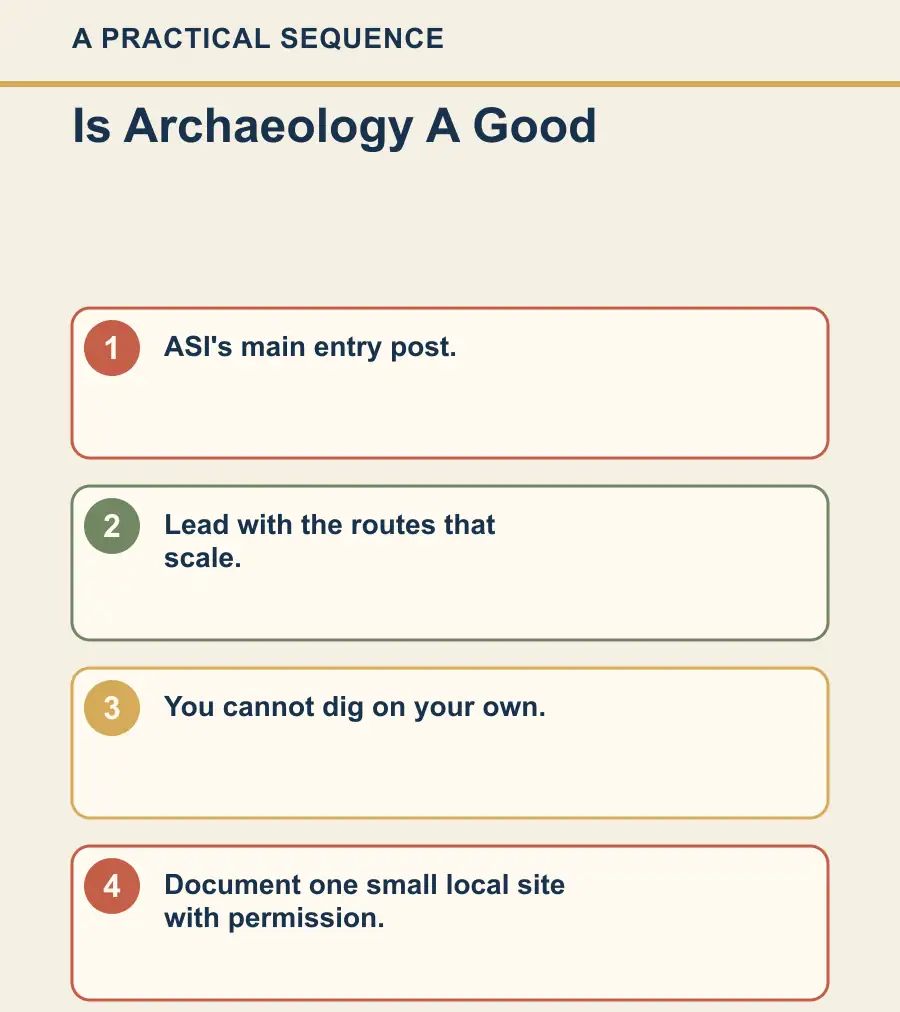 A PRACTICAL SEQUENCE
Is Archaeology A Good
1
ASI's main entry post.
2
Lead with the routes that
scale.
3
You cannot dig on your own.
4
Document one small local site
with permission.